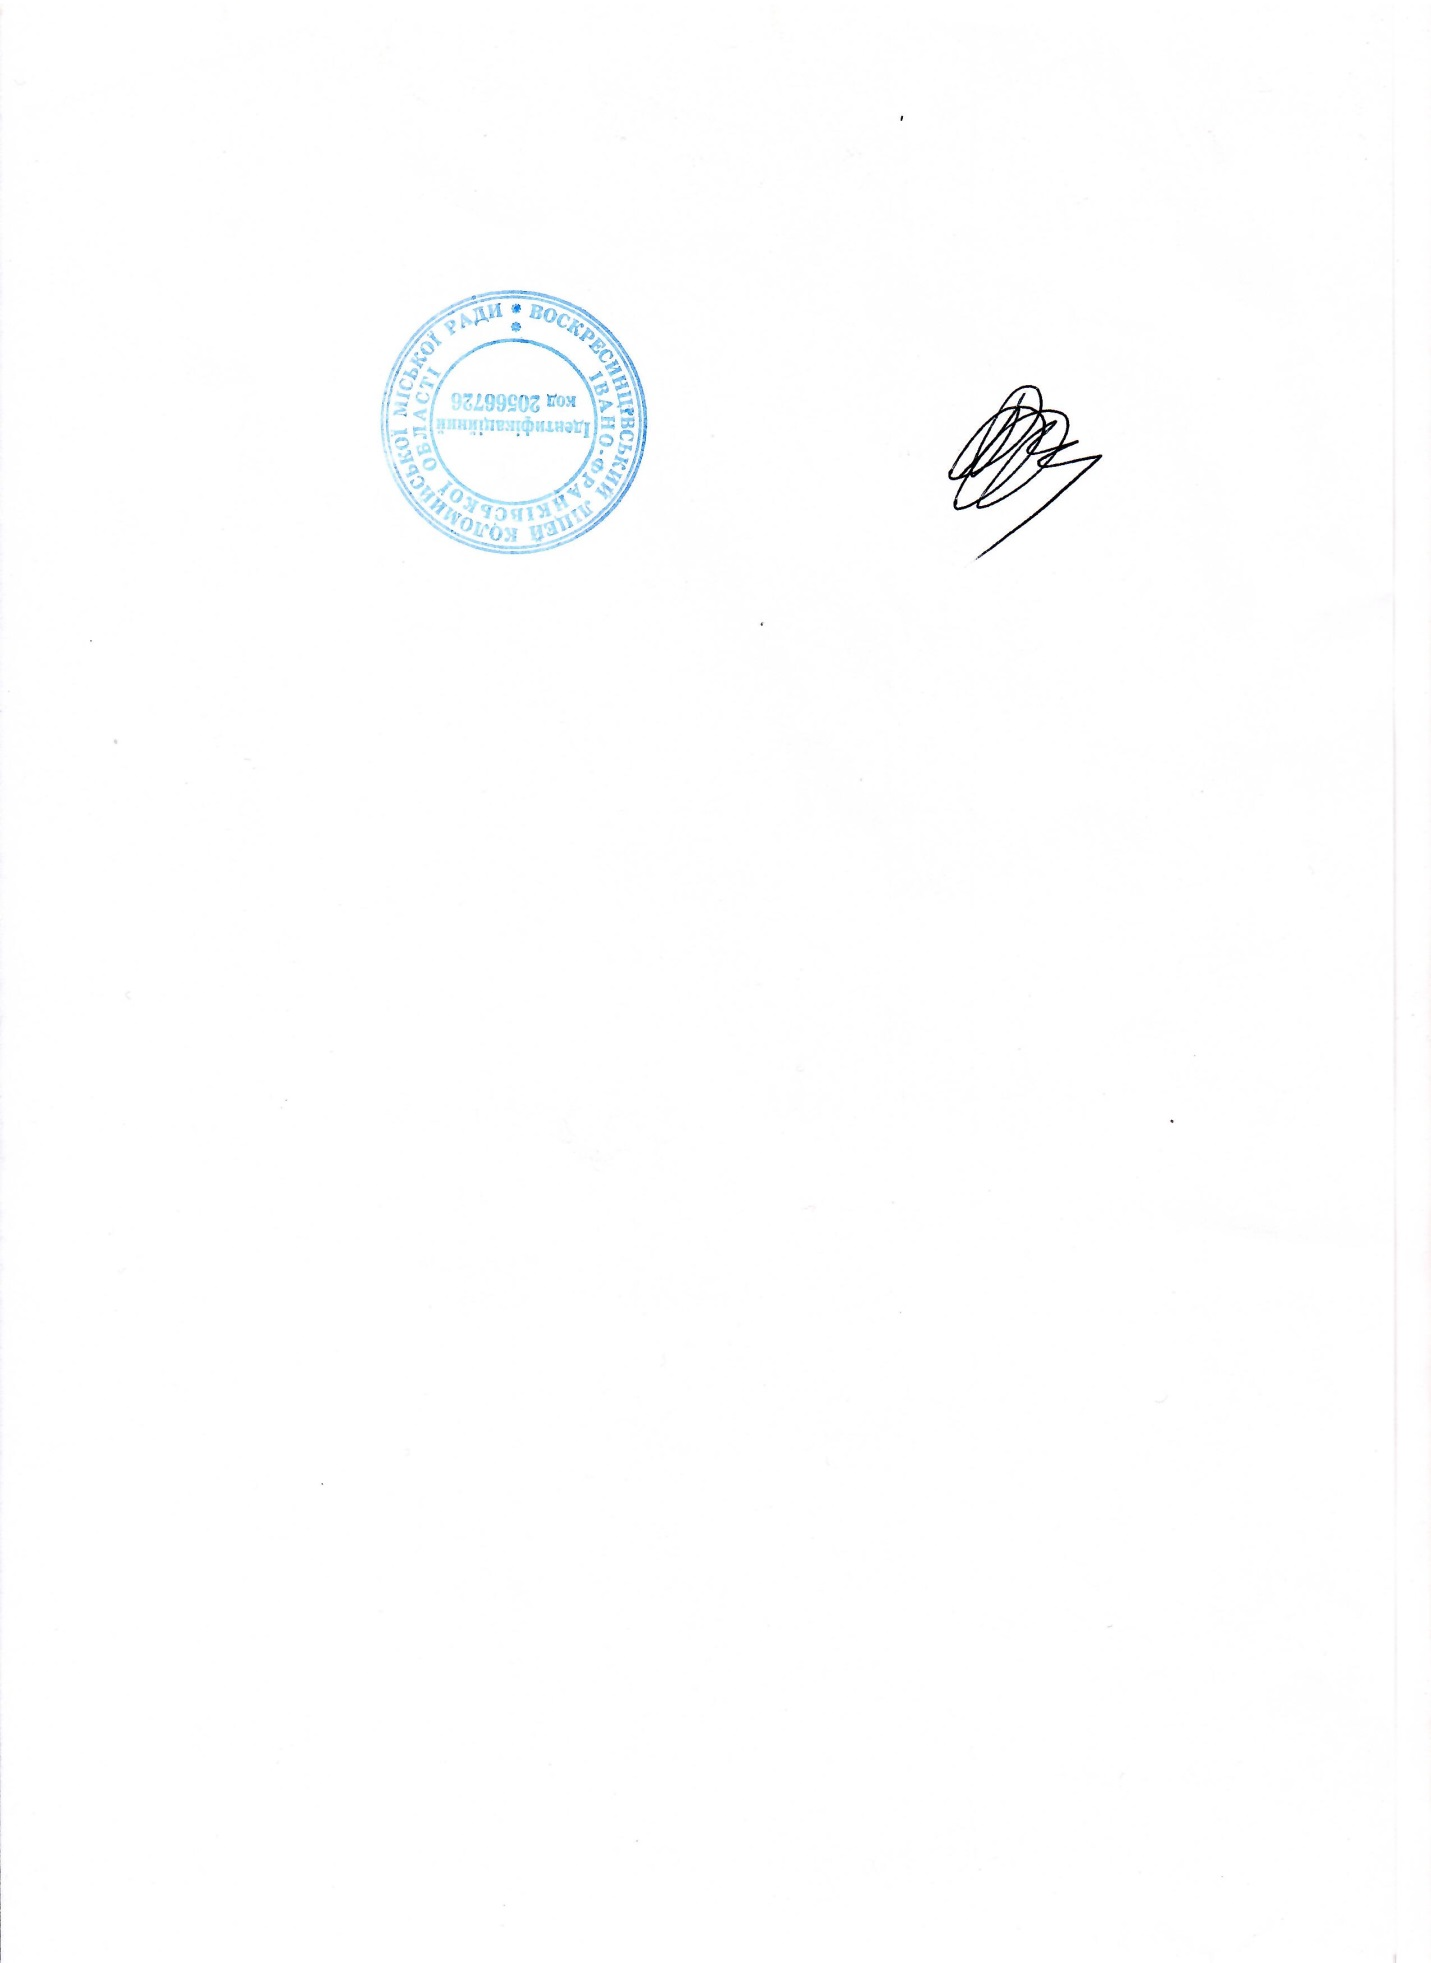 ВОСКРЕСИНЦІВСЬКИЙ ЛІЦЕЙ КОЛОМИЙСЬКОЇ МІСЬКОЇ РАДИ
ІВАНО-ФРАНКІВСЬКОЇ ОБЛАСТІ
Ідентифікаційний
код 20566726